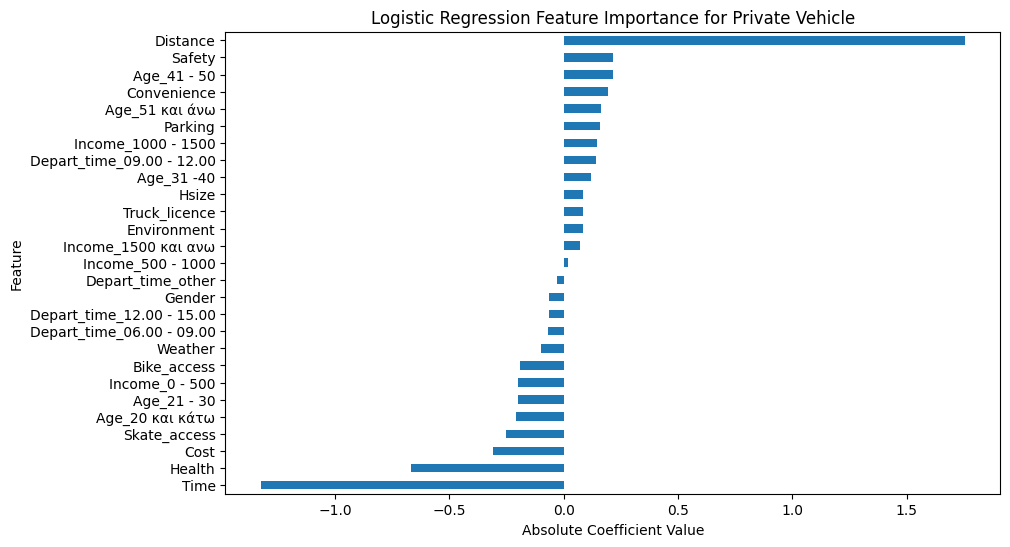 Logistic Regression Feature Importance for Private Vehicle
Distance
Safety
Age_41 - 50
Convenience
Age_51 και άνω
Parking
Income_1000 - 1500
Depart_time_09.00 - 12.00
Age_31 -40
Hsize
Truck_licence
Environment
Income_1500 και ανω
Income_500 - 1000
Depart_time_other
Gender
Depart_time_12.00 - 15.00
Depart_time_06.00 - 09.00
Weather
Bike_access
Income_0 - 500
Age_21 - 30
Age_20 και κάτω
Skate_access
Cost
Health
Time
Feature
−1.0 −0.5 0.0 0.5 1.0 1.5
Absolute Coefficient Value